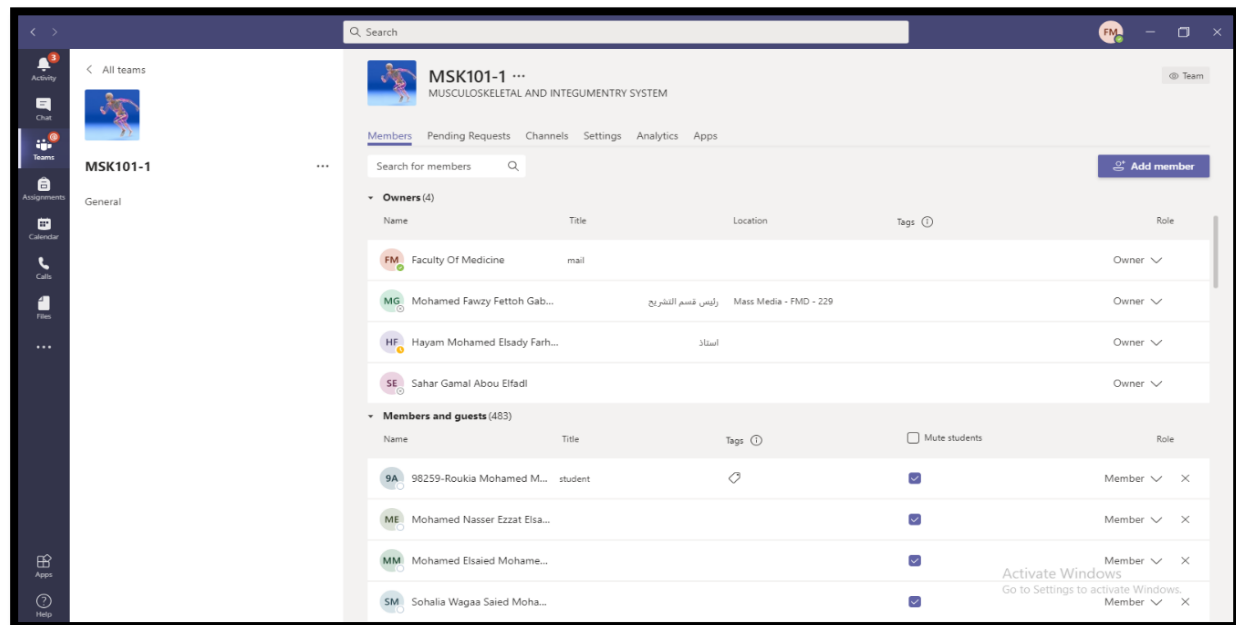 Search
FM
3
Activity
Chat
Teams
Assignments
Calendar
Calls
Files
Apps
Help
All teams
MSK101-1
General
MSK101-1
MUSCULOSKELETAL AND INTEGUMENTRY SYSTEM
Team
Members Pending Requests Channels Settings Analytics Apps
Search for members
Add member
Owners (4)
Name Title Location Tags Role
FM Faculty Of Medicine mail Owner
MG Mohamed Fawzy Fettoh Gab... رئيس قسم التشريح Mass Media - FMD - 229 Owner
HF Hayam Mohamed Elsady Farh... استاذ Owner
SE Sahar Gamal Abou Elfadl Owner
Members and guests (483)
Name Title Tags Mute students Role
9A 98259-Roukia Mohamed M... student Member
ME Mohamed Nasser Ezzat Elsa... Member
MM Mohamed Elsaied Mohame... Member
SM Sohalia Wagaa Saied Moha... Member
Activate Windows
Go to Settings to activate Windows.